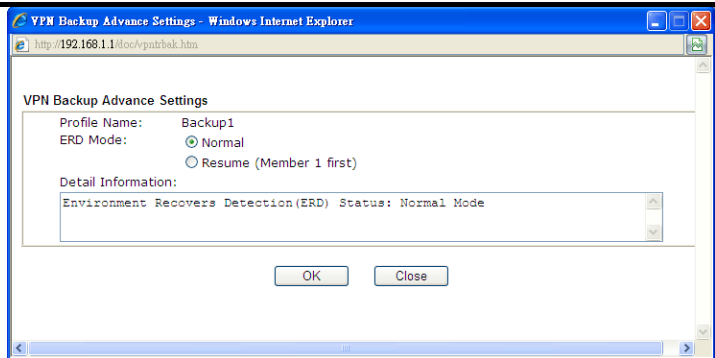 VPN Backup Advance Settings - Windows Internet Explorer
http://192.168.1.1/doc/vpntrbak.htm
VPN Backup Advance Settings
Profile Name: Backup1
ERD Mode: Normal
Resume (Member 1 first)
Detail Information:
Environment Recovers Detection(ERD) Status: Normal Mode
OK Close